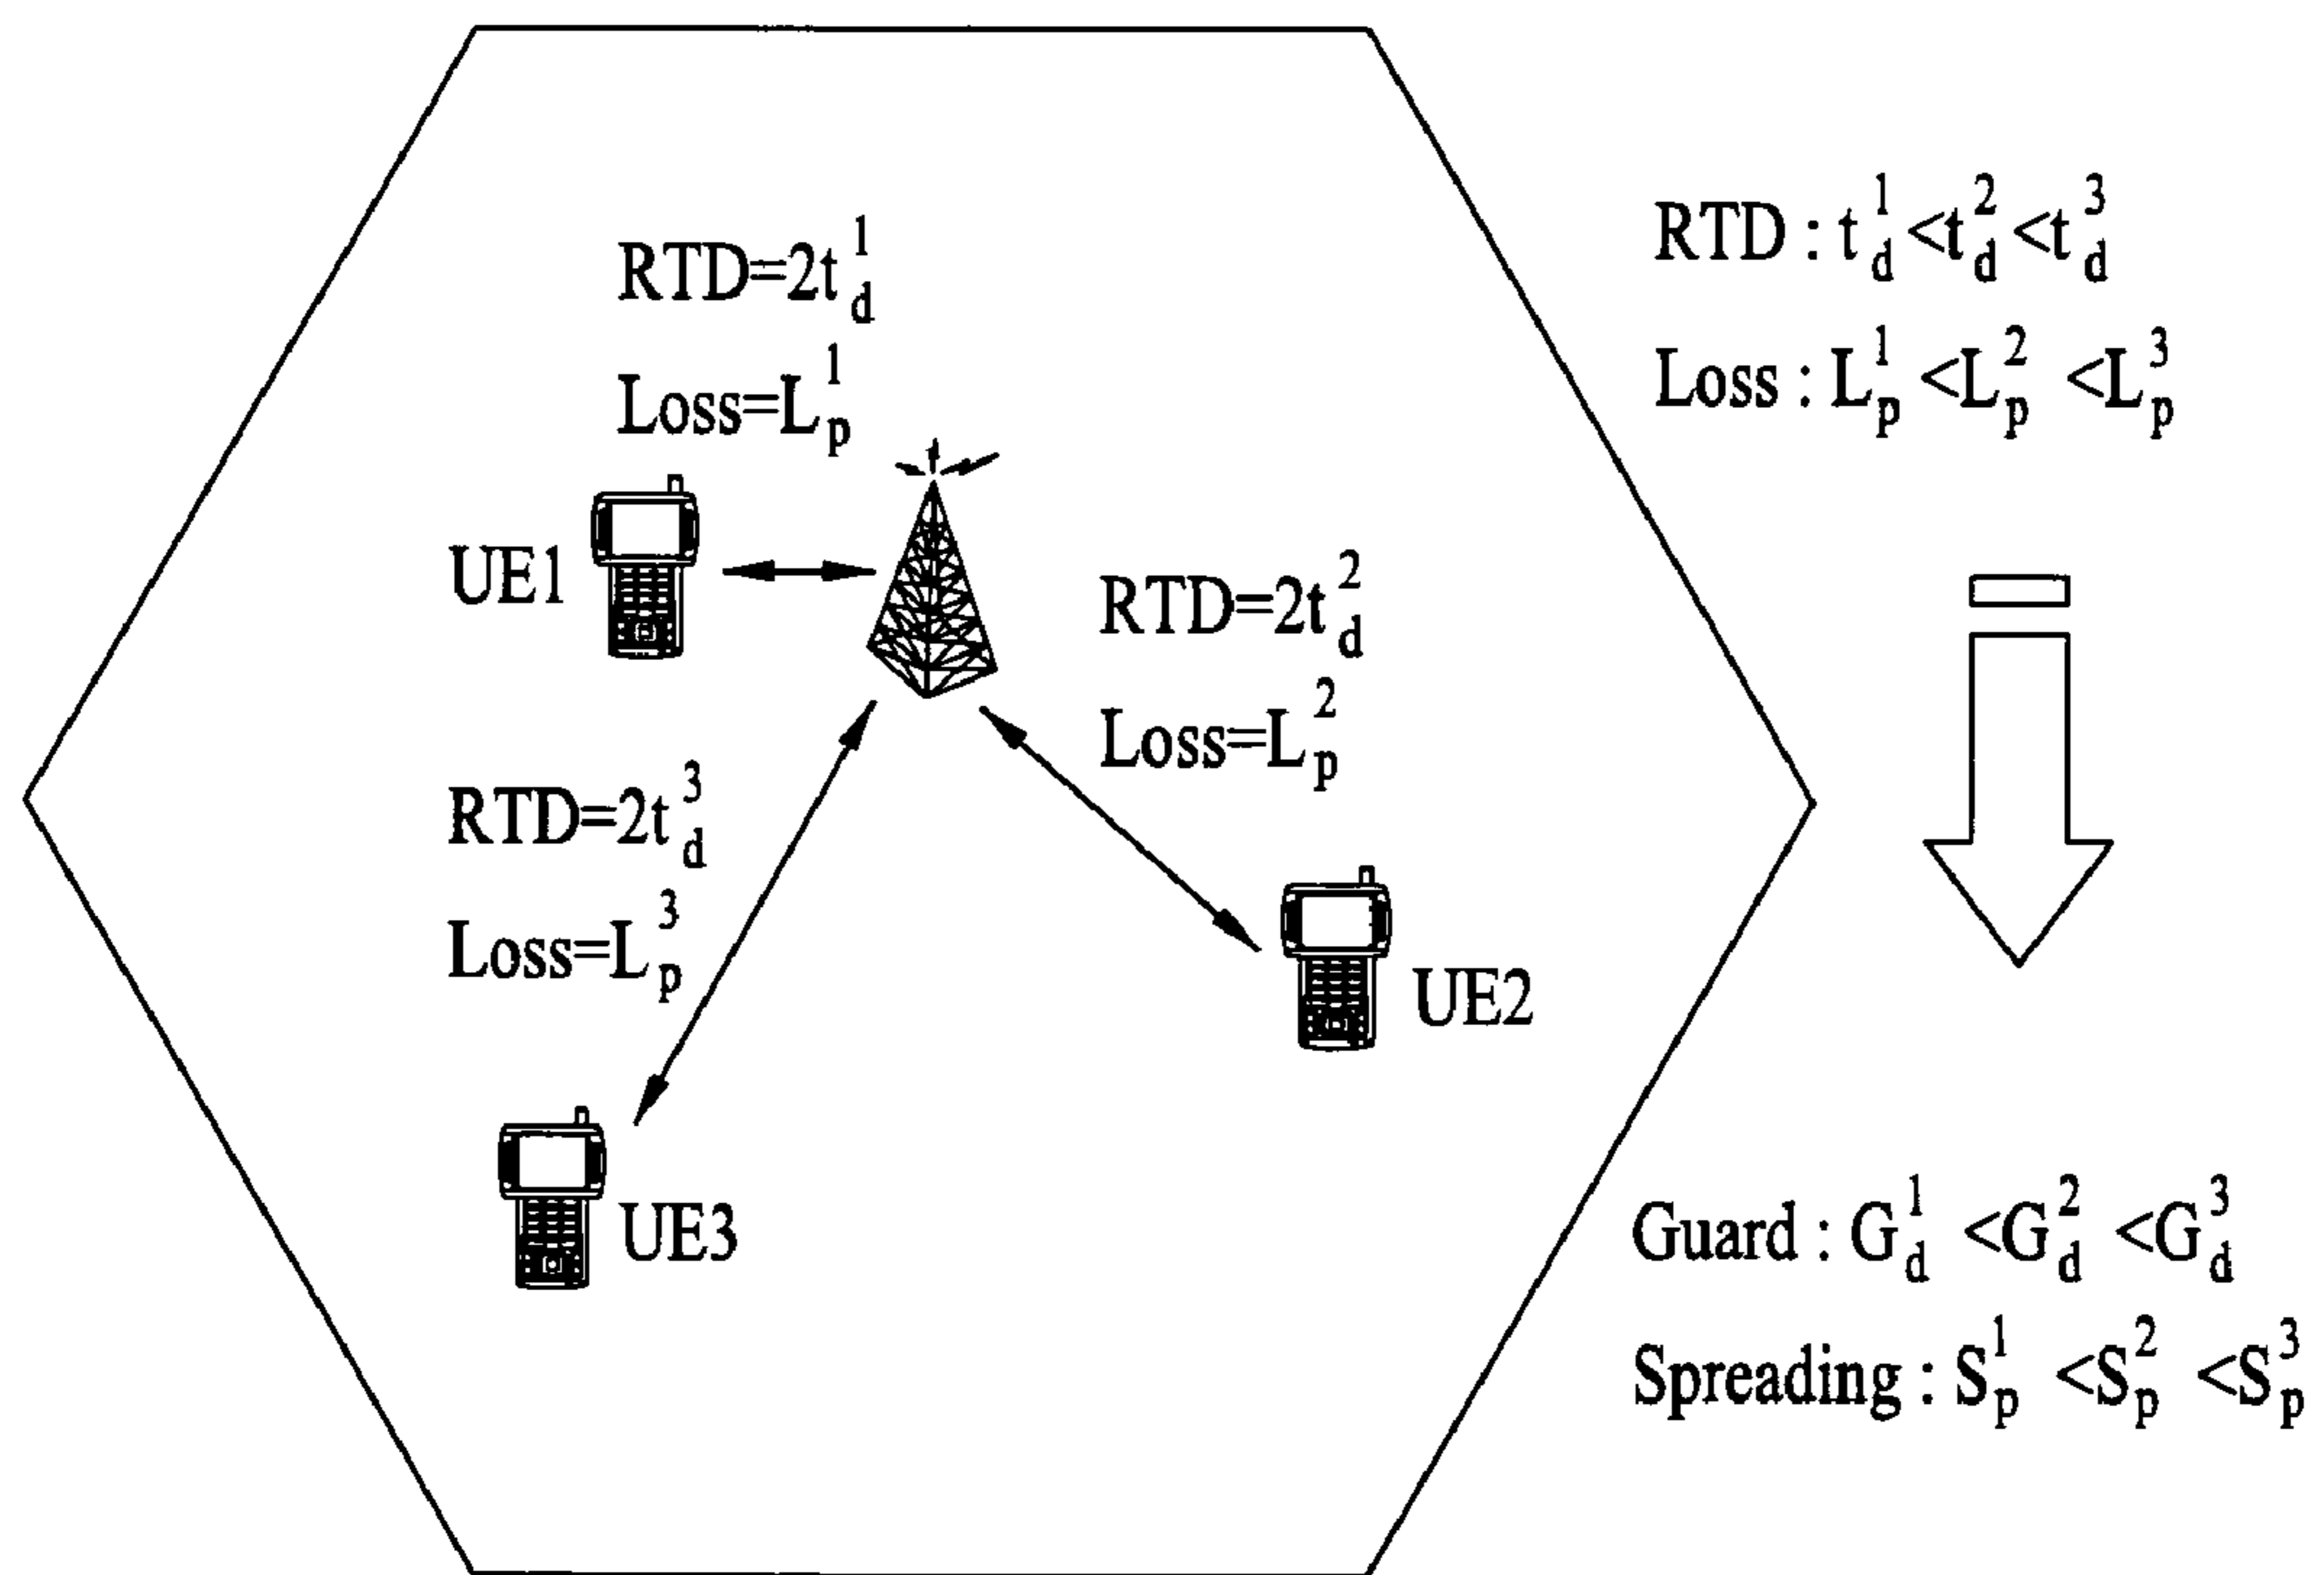 RTD=2t_d^1
Loss=L_p^1
UE1
RTD=2t_d^2
Loss=L_p^2
RTD=2t_d^3
Loss=L_p^3
UE2
UE3
RTD : t_d^1<t_d^2<t_d^3
Loss : L_p^1<L_p^2<L_p^3
Guard : G_d^1<G_d^2<G_d^3
Spreading : S_p^1<S_p^2<S_p^3